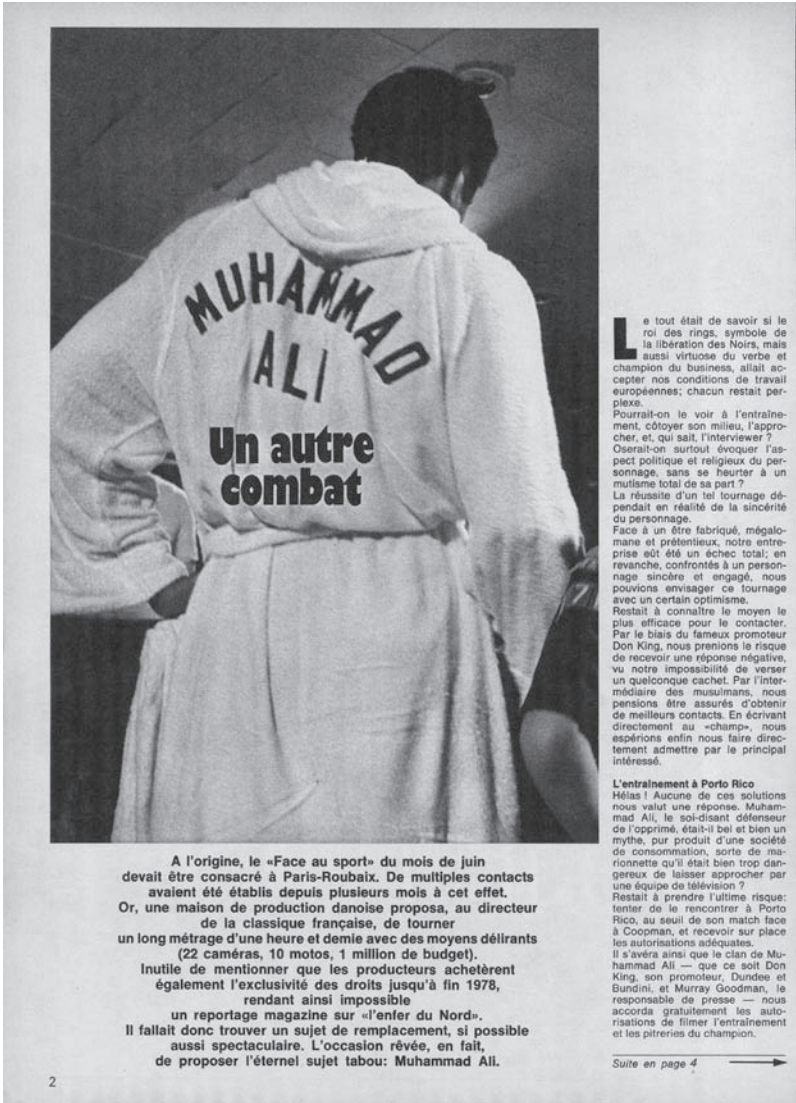 MUHAMMAD
ALI
Un autre
combat
A l'origine, le «Face au sport» du mois de juin
devait être consacré à Paris-Roubaix. De multiples contacts
avaient été établis depuis plusieurs mois à cet effet.
Or, une maison de production danoise proposa, au directeur
de la classique française, de tourner
un long métrage d'une heure et demie avec des moyens délirants
(22 caméras, 10 motos, 1 million de budget).
Inutile de mentionner que les producteurs achetèrent
également l'exclusivité des droits jusqu'à fin 1978,
rendant ainsi impossible
un reportage magazine sur «l'enfer du Nord».
Il fallait donc trouver un sujet de remplacement, si possible
aussi spectaculaire. L'occasion rêvée, en fait,
de proposer l'éternel sujet tabou: Muhammad Ali.
Le tout était de savoir si le
roi des rings, symbole de
la libération des Noirs, mais
aussi virtuose du verbe et
champion du business, allait ac-
cepter nos conditions de travail
européennes; chacun restait per-
plexe.
Pourrait-on le voir à l'entraîne-
ment, côtoyer son milieu, l'appro-
cher, et, qui sait, l'interviewer ?
Oserait-on surtout évoquer l'as-
pect politique et religieux du per-
sonnage, sans se heurter à un
mutisme total de sa part ?
La réussite d'un tel tournage dé-
pendait en réalité de la sincérité
du personnage.
Face à un être fabriqué, mégalo-
mane et prétentieux, notre entre-
prise eût été un échec total; en
revanche, confrontés à un person-
nage sincère et engagé, nous
pouvions envisager ce tournage
avec un certain optimisme.
Restait à connaître le moyen le
plus efficace pour le contacter.
Par le biais du fameux promoteur
Don King, nous prenions le risque
de recevoir une réponse négative,
vu notre impossibilité de verser
un quelconque cachet. Par l'inter-
médiaire des musulmans, nous
pensions être assurés d'obtenir
de meilleurs contacts. En écrivant
directement au «champ», nous
espérions enfin nous faire direc-
tement admettre par le principal
intéressé.
L'entraînement à Porto Rico
Hélas ! Aucune de ces solutions
nous valut une réponse. Muham-
mad Ali, le soi-disant défenseur
de l'opprimé, était-il bel et bien un
mythe, pur produit d'une société
de consommation, sorte de ma-
rionnette qu'il était bien trop dan-
gereux de laisser approcher par
une équipe de télévision ?
Restait à prendre l'ultime risque:
tenter de le rencontrer à Porto
Rico, au seuil de son match face
à Coopman, et recevoir sur place
les autorisations adéquates.
Il s'avéra ainsi que le clan de Mu-
hammad Ali — que ce soit Don
King, son promoteur, Dundee et
Bundini, et Murray Goodman, le
responsable de presse — nous
accorda gratuitement les auto-
risations de filmer l'entraînement
et les pitreries du champion.
Suite en page 4
2